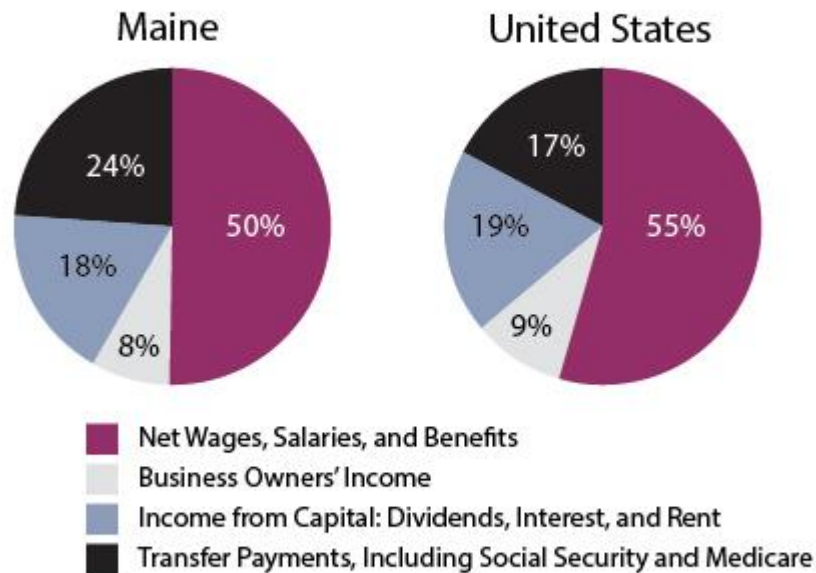 Maine
United States
24%
50%
18%
8%
17%
55%
19%
9%
Net Wages, Salaries, and Benefits
Business Owners' Income
Income from Capital: Dividends, Interest, and Rent
Transfer Payments, Including Social Security and Medicare